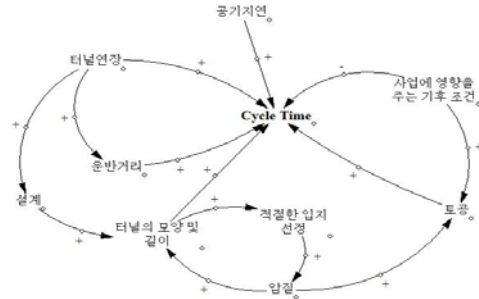 공기지연
터널연장
사업에 영향을
주는 기후 조건
Cycle Time
운반거리
설계
터널의 모양 및
길이
적절한 입지
선정
토공
암질
+
+
-
+
+
+
+
+
+
+
+
+
+
+
+